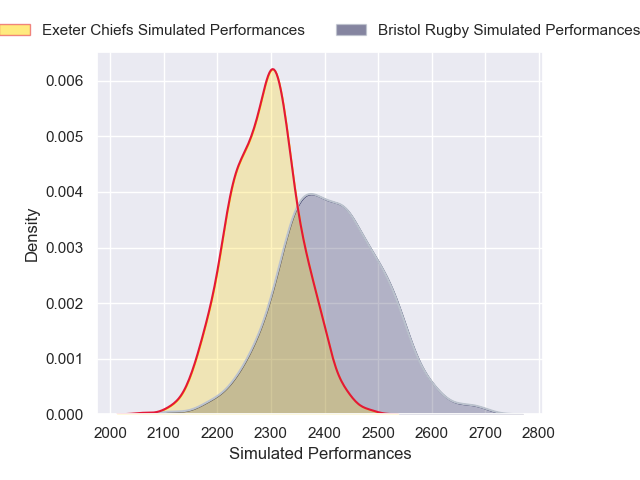 Exeter Chiefs Simulated Performances Bristol Rugby Simulated Performances
0.006
0.005
0.004
0.003
0.002
0.001
0.000
Density
2000 2100 2200 2300 2400 2500 2600 2700 2800
Simulated Performances